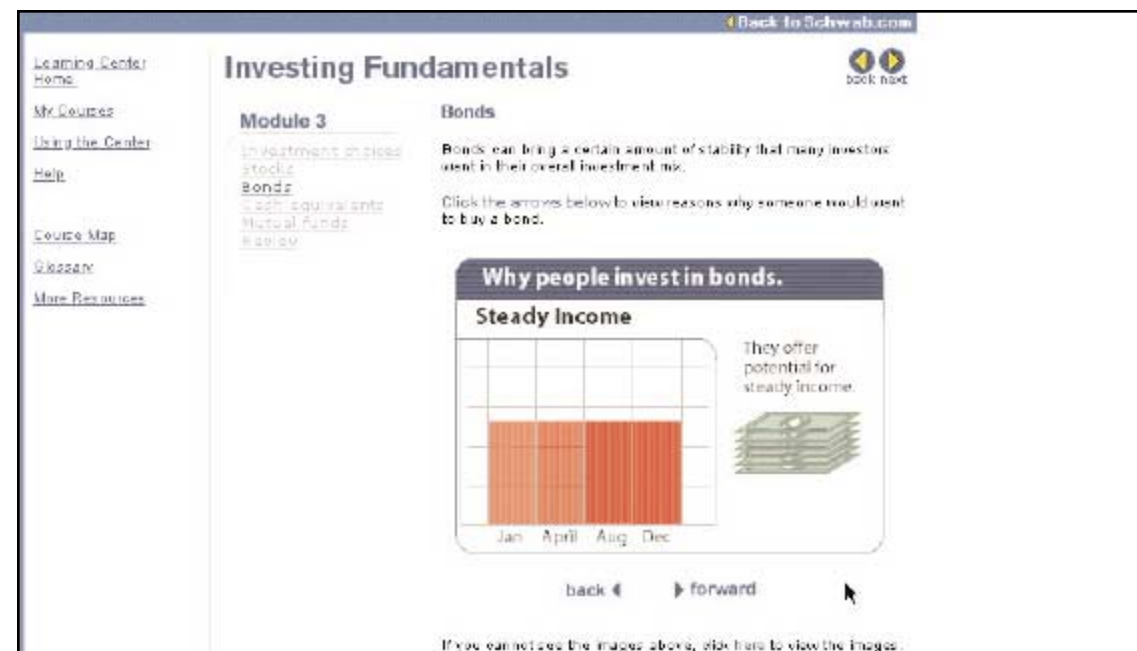 Back to Schwab.com
Learning Center
Home
My Courses
Using the Center
Help
Course Map
Glossary
More Resources
Investing Fundamentals
back next
Module 3
Investment choices
Stocks
Bonds
Cash equivalents
Mutual funds
Replay
Bonds
Bonds can bring a certain amount of stability that many investors
want in their overall investment mix.
Click the arrows below to view reasons why someone would want
to buy a bond.
Why people invest in bonds.
Steady Income
They offer
potential for
steady income.
Jan April Aug Dec
back forward
If you cannot see the images above, click here to view the images.